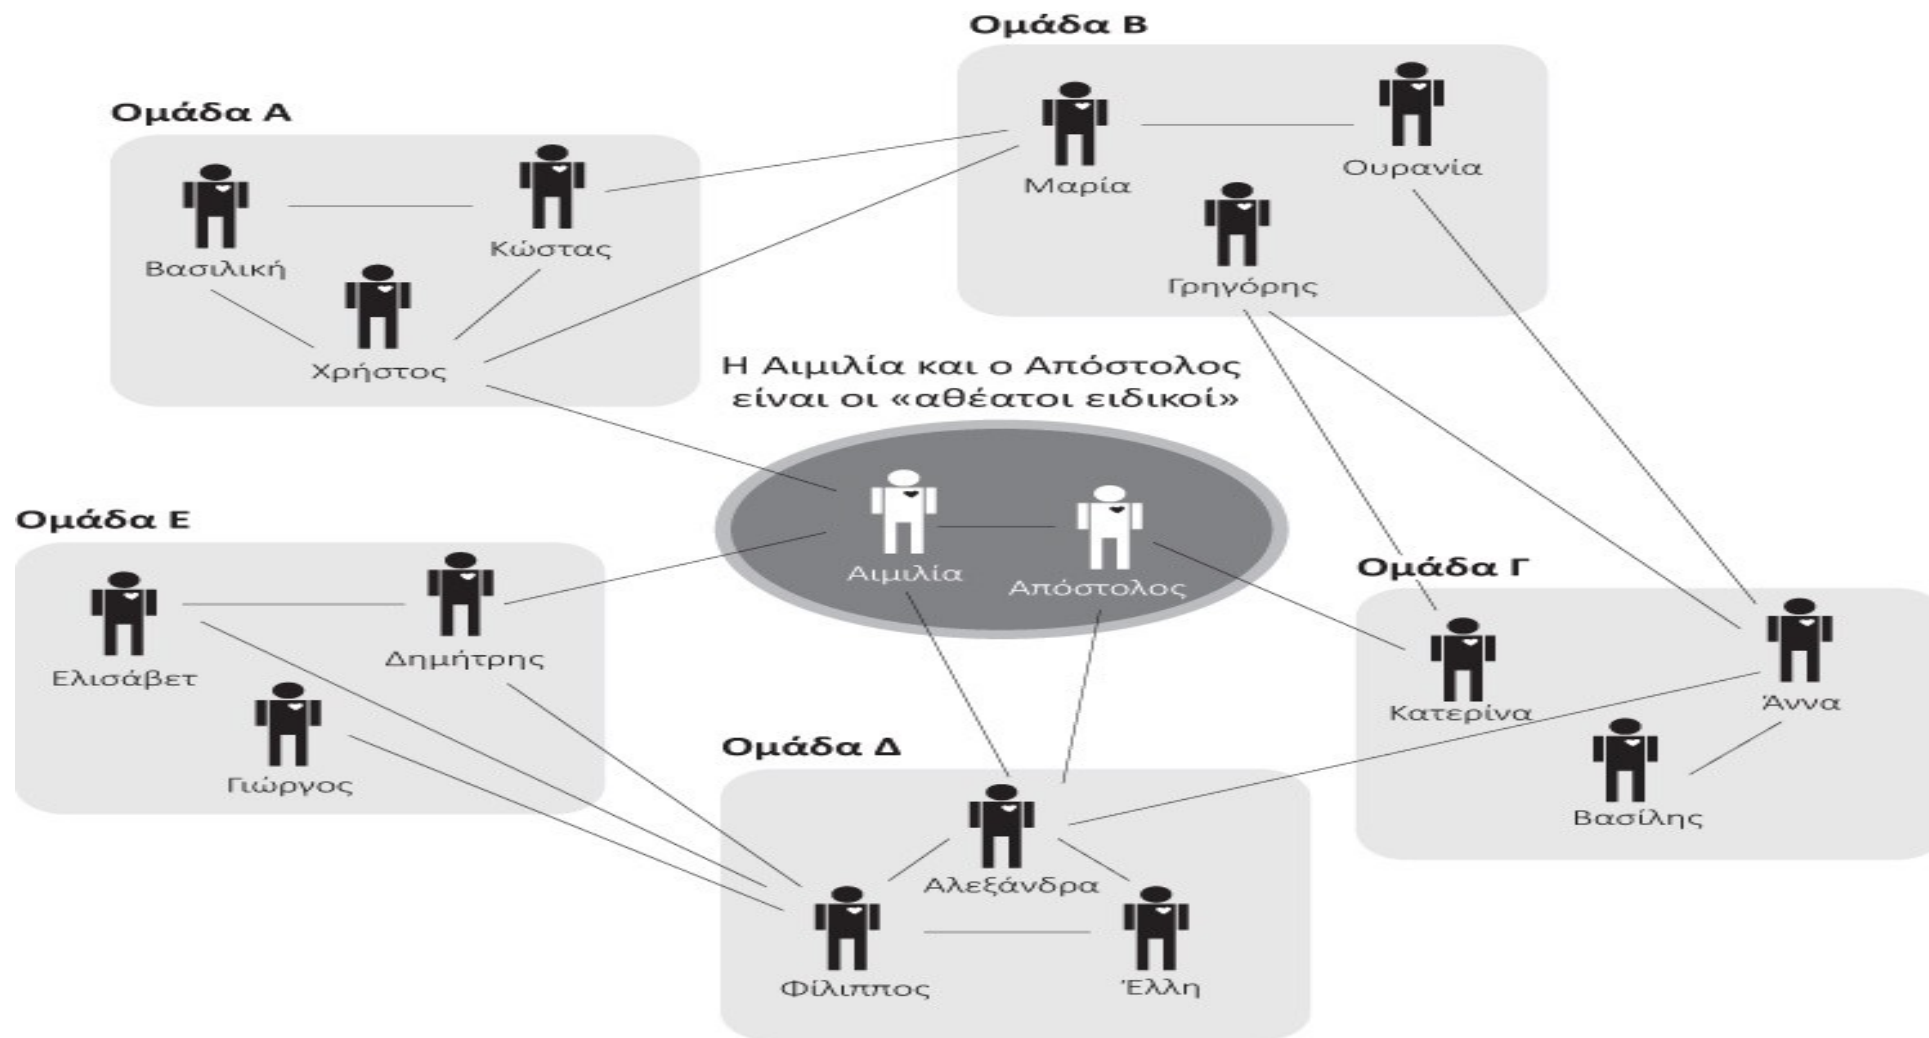 Ομάδα Β
Ομάδα Α
Μαρία
Ουρανία
Κώστας
Βασιλική
Γρηγόρης
Χρήστος
Η Αιμιλία και ο Απόστολος
είναι οι «αθέατοι ειδικοί»
Ομάδα Ε
Αιμιλία
Απόστολος
Ομάδα Γ
Ελισάβετ
Δημήτρης
Γιώργος
Κατερίνα
Άννα
Βασίλης
Ομάδα Δ
Αλεξάνδρα
Φίλιππος
Έλλη